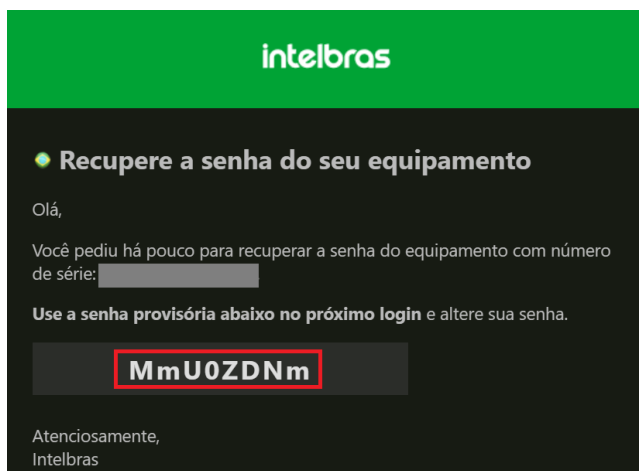 intelbras
Recupere a senha do seu equipamento
Olá,
Você pediu há pouco para recuperar a senha do equipamento com número
de série:
Use a senha provisória abaixo no próximo login e altere sua senha.
MmU0ZDNm
Atenciosamente,
Intelbras